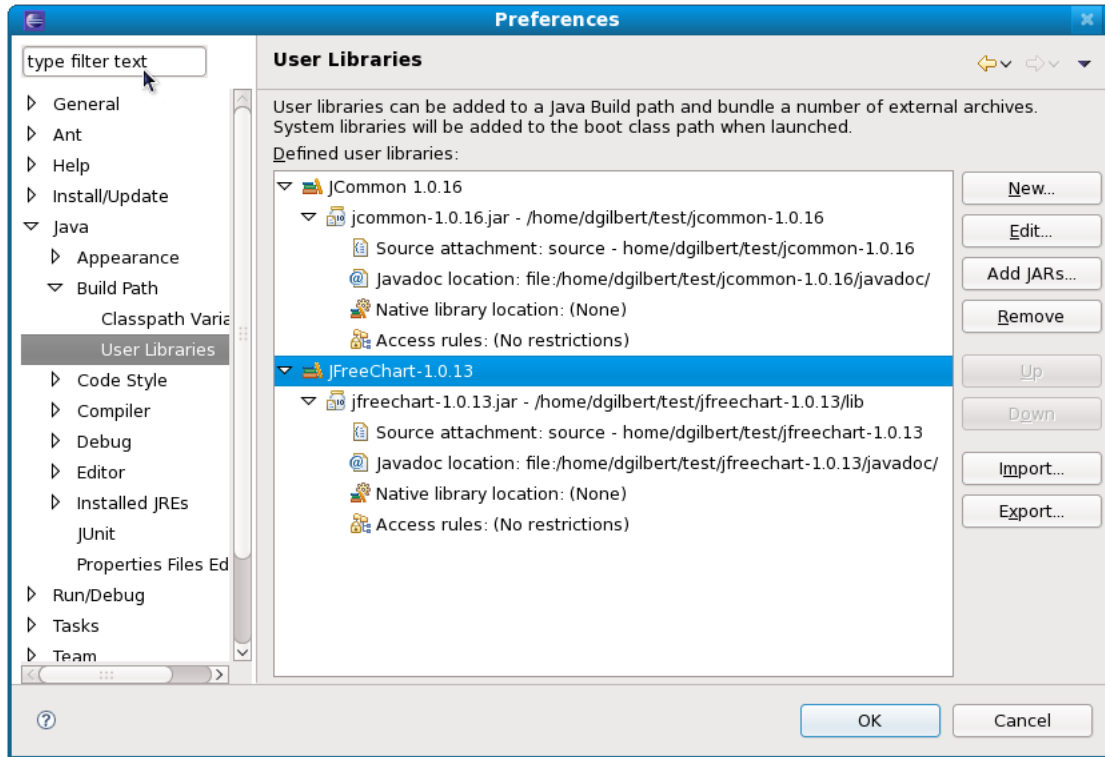 Preferences
type filter text
General
Ant
Help
Install/Update
Java
Appearance
Build Path
Classpath Varia
User Libraries
Code Style
Compiler
Debug
Editor
Installed JREs
JUnit
Properties Files Ed
Run/Debug
Tasks
Team
User Libraries
User libraries can be added to a Java Build path and bundle a number of external archives.
System libraries will be added to the boot class path when launched.
Defined user libraries:
JCommon 1.0.16
jcommon-1.0.16.jar - /home/dgilbert/test/jcommon-1.0.16
Source attachment: source - home/dgilbert/test/jcommon-1.0.16
Javadoc location: file:/home/dgilbert/test/jcommon-1.0.16/javadoc/
Native library location: (None)
Access rules: (No restrictions)
JFreeChart-1.0.13
jfreechart-1.0.13.jar - /home/dgilbert/test/jfreechart-1.0.13/lib
Source attachment: source - home/dgilbert/test/jfreechart-1.0.13
Javadoc location: file:/home/dgilbert/test/jfreechart-1.0.13/javadoc/
Native library location: (None)
Access rules: (No restrictions)
New...
Edit...
Add JARs...
Remove
Up
Down
Import...
Export...
OK
Cancel